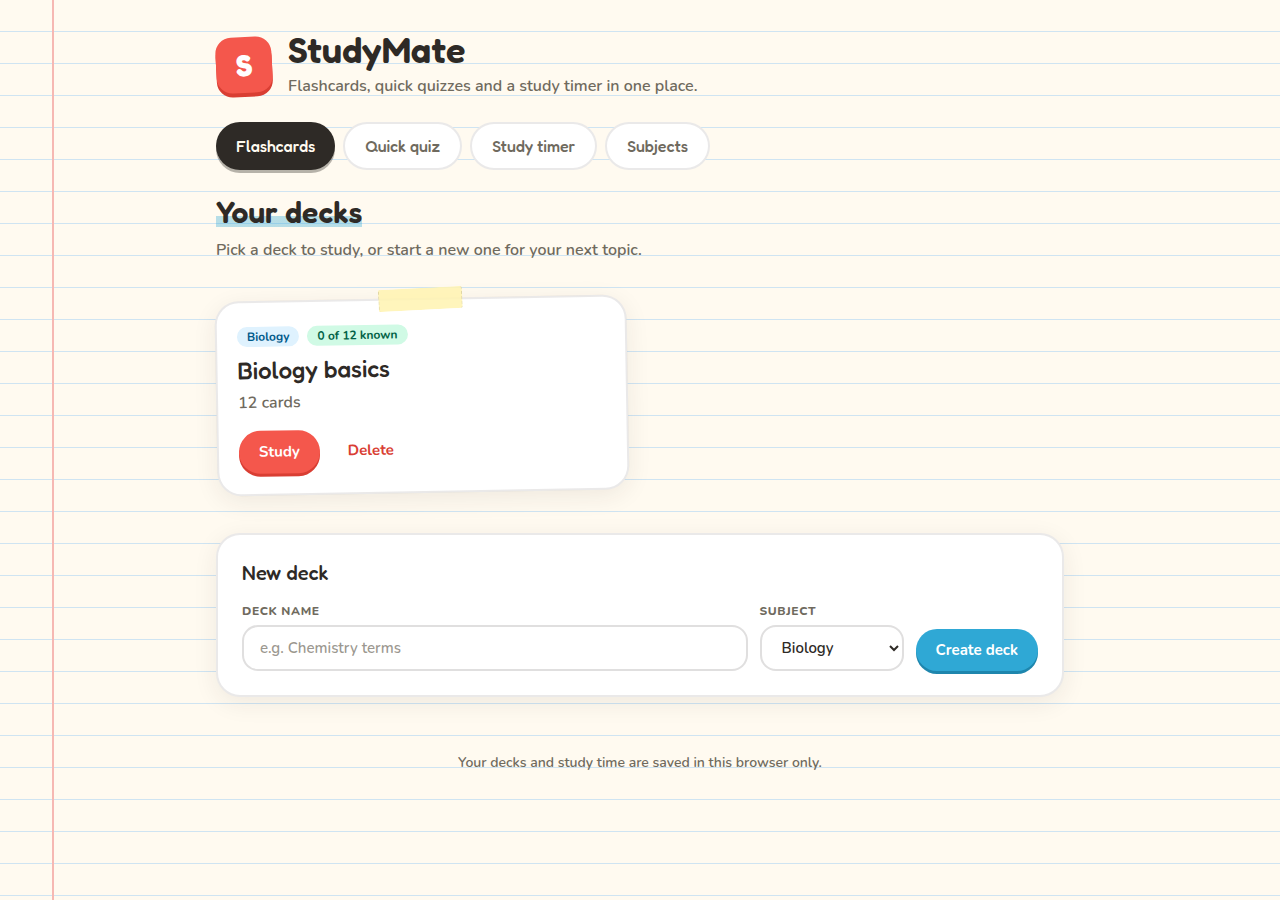 S
StudyMate
Flashcards, quick quizzes and a study timer in one place.
Flashcards
Quick quiz
Study timer
Subjects
Your decks
Pick a deck to study, or start a new one for your next topic.
Biology
0 of 12 known
Biology basics
12 cards
Study
Delete
New deck
DECK NAME
SUBJECT
e.g. Chemistry terms
Biology
Create deck
Your decks and study time are saved in this browser only.